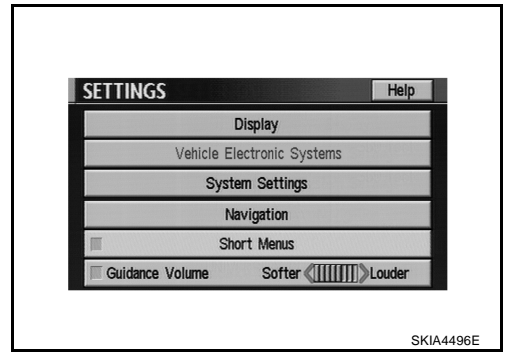 SETTINGS Help
Display
Vehicle Electronic Systems
System Settings
Navigation
Short Menus
Guidance Volume Softer Louder
SKIA4496E